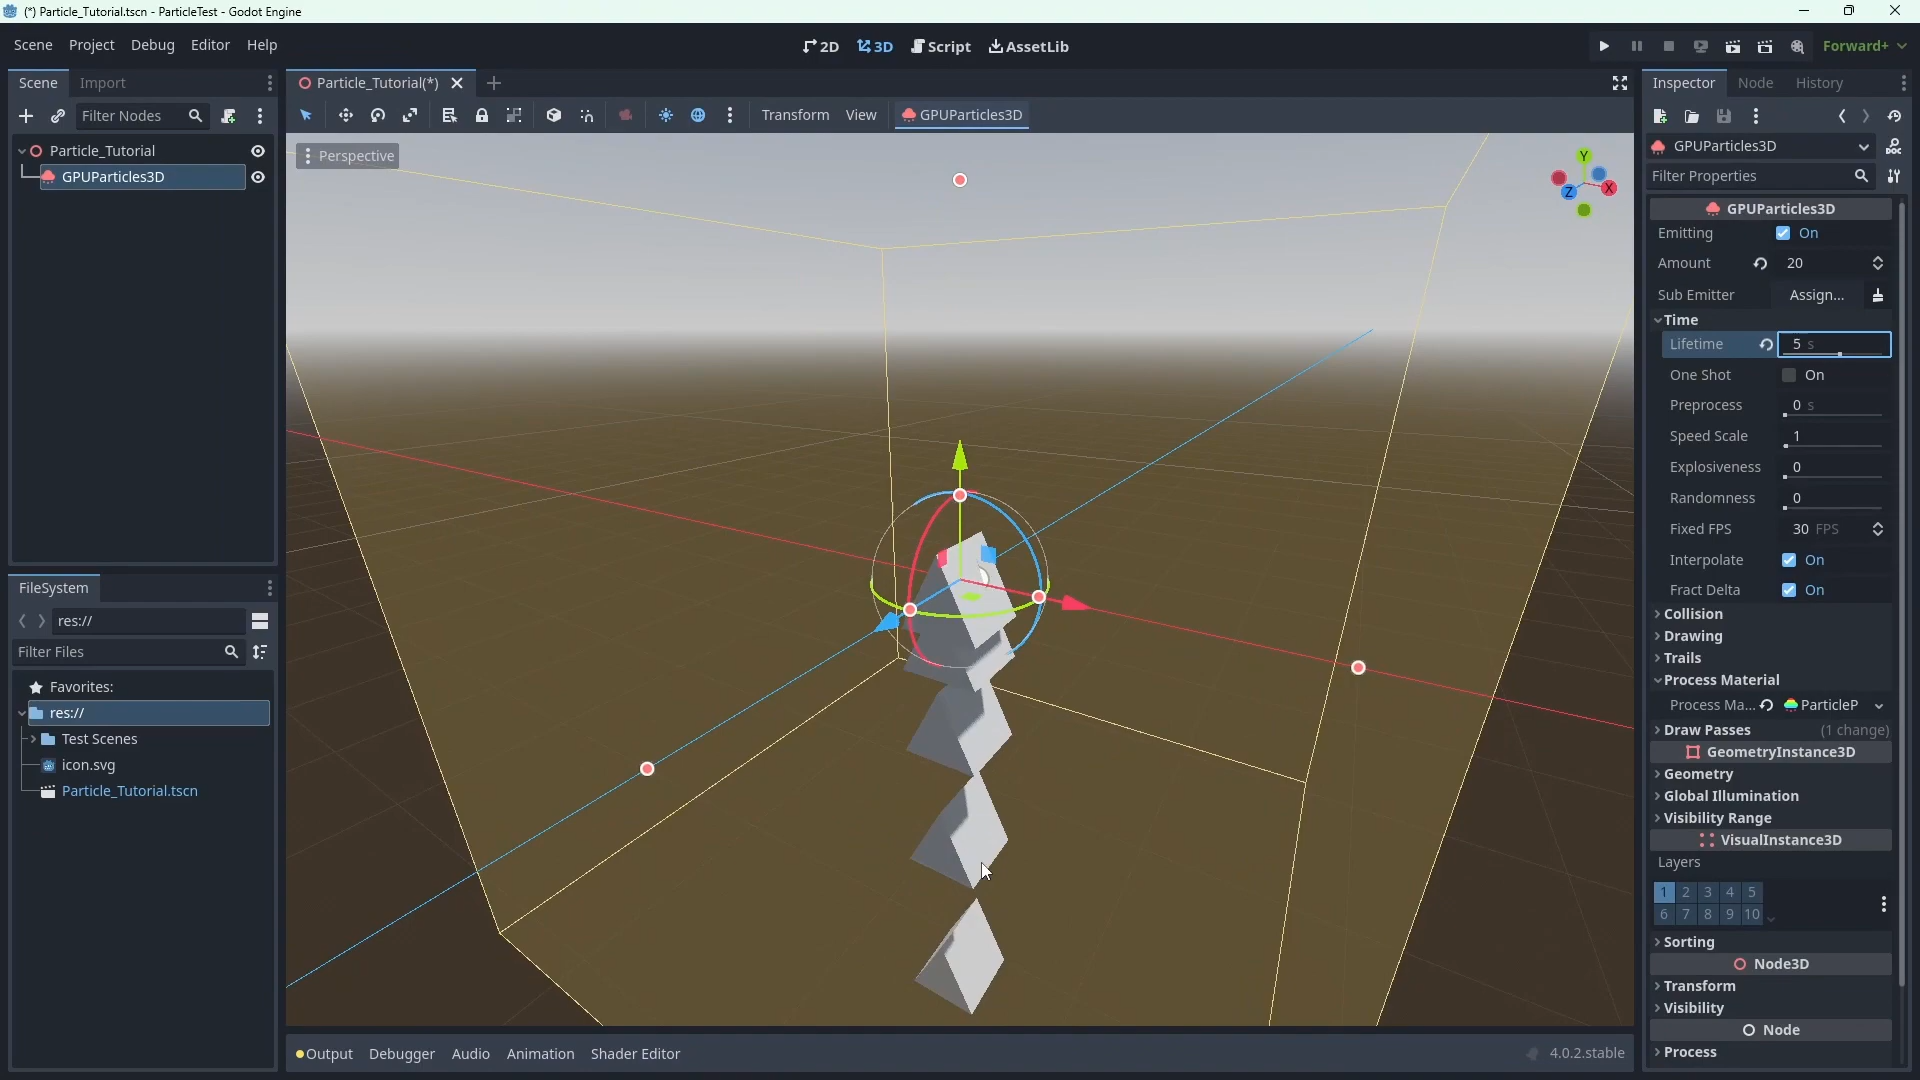 (*) Particle_Tutorial.tscn - ParticleTest - Godot Engine
Scene Project Debug Editor Help
2D 3D Script AssetLib
Forward+
Scene Import
Particle_Tutorial(*)
Inspector Node History
Filter Nodes
Transform View GPUParticles3D
Particle_Tutorial
GPUParticles3D
Perspective
Y
X
Z
FileSystem
res://
Filter Files
Favorites:
res://
Test Scenes
icon.svg
Particle_Tutorial.tscn
GPUParticles3D
DOC
Filter Properties
GPUParticles3D
Emitting On
Amount 20
Sub Emitter Assign...
Time
Lifetime 5 s
One Shot On
Preprocess 0 s
Speed Scale 1
Explosiveness 0
Randomness 0
Fixed FPS 30 FPS
Interpolate On
Fract Delta On
Collision
Drawing
Trails
Process Material
Process Ma... ParticleP
Draw Passes (1 change)
GeometryInstance3D
Geometry
Global Illumination
Visibility Range
VisualInstance3D
Layers
1 2 3 4 5
6 7 8 9 10
Sorting
Node3D
Transform
Visibility
Node
Process
Output Debugger Audio Animation Shader Editor
4.0.2.stable